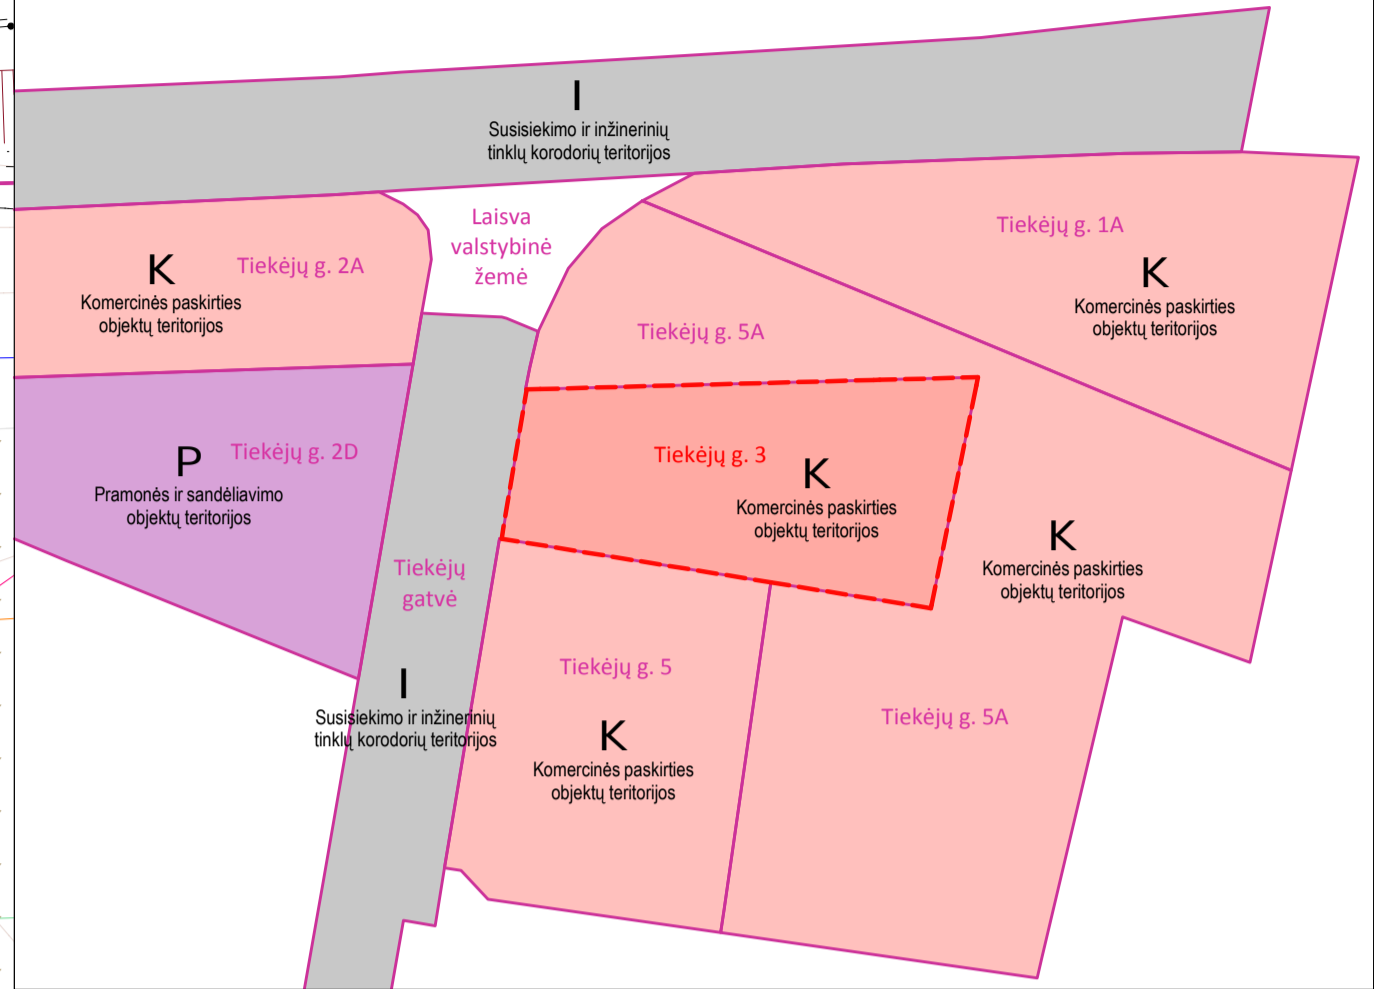 I
Susisiekimo ir inžinerinių
tinklų korodorių teritorijos
Laisva
valstybinė
žemė
Tiekėjų g. 1A
K
Komercinės paskirties
objektų teritorijos
Tiekėjų g. 2A
K
Komercinės paskirties
objektų teritorijos
Tiekėjų g. 5A
Tiekėjų g. 2D
P
Pramonės ir sandėliavimo
objektų teritorijos
Tiekėjų g. 3
K
Komercinės paskirties
objektų teritorijos
K
Komercinės paskirties
objektų teritorijos
Tiekėjų
gatvė
I
Susisiekimo ir inžinerinių
tinklų korodorių teritorijos
Tiekėjų g. 5
K
Komercinės paskirties
objektų teritorijos
Tiekėjų g. 5A